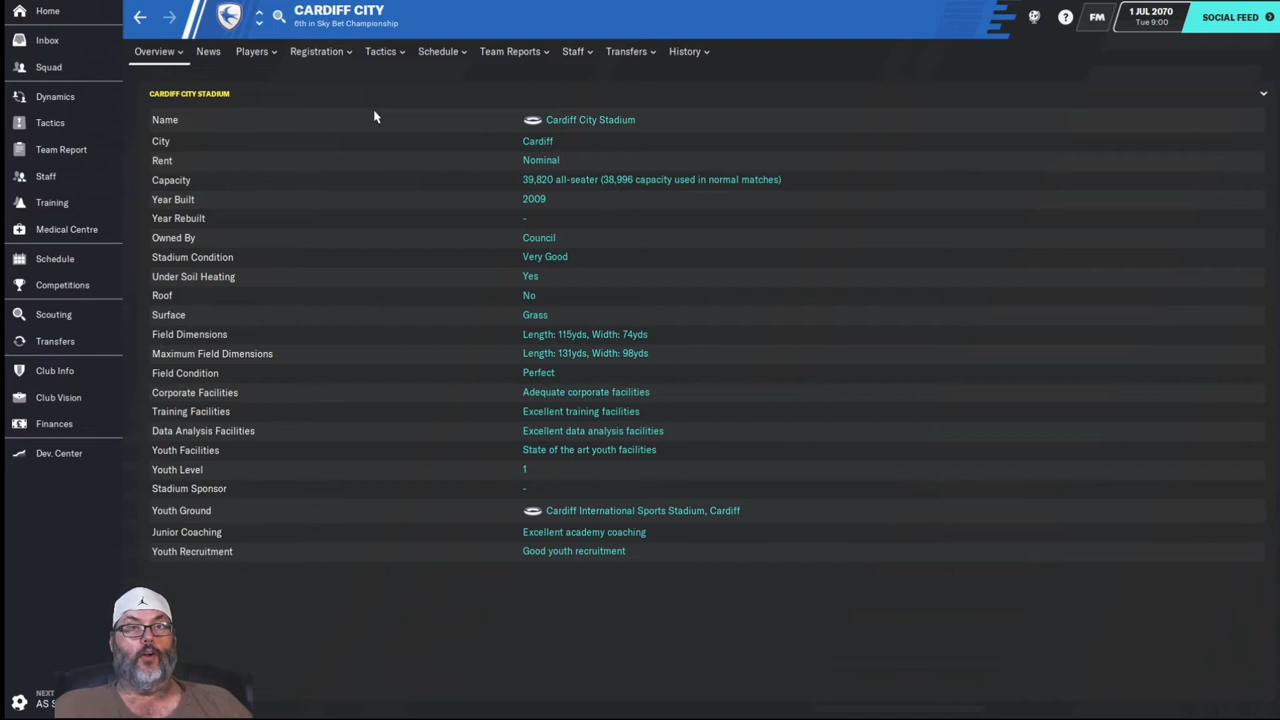 Home
CARDIFF CITY
6th in Sky Bet Championship
FM
1 JUL 2070
Tue 9:00
SOCIAL FEED
Overview News Players Registration Tactics Schedule Team Reports Staff Transfers History
Inbox
Squad
Dynamics
Tactics
Team Report
Staff
Training
Medical Centre
Schedule
Competitions
Scouting
Transfers
Club Info
Club Vision
Finances
Dev. Center
NEXT
AS S
CARDIFF CITY STADIUM
Name Cardiff City Stadium
City Cardiff
Rent Nominal
Capacity 39,820 all-seater (38,996 capacity used in normal matches)
Year Built 2009
Year Rebuilt -
Owned By Council
Stadium Condition Very Good
Under Soil Heating Yes
Roof No
Surface Grass
Field Dimensions Length: 115yds, Width: 74yds
Maximum Field Dimensions Length: 131yds, Width: 98yds
Field Condition Perfect
Corporate Facilities Adequate corporate facilities
Training Facilities Excellent training facilities
Data Analysis Facilities Excellent data analysis facilities
Youth Facilities State of the art youth facilities
Youth Level 1
Stadium Sponsor -
Youth Ground Cardiff International Sports Stadium, Cardiff
Junior Coaching Excellent academy coaching
Youth Recruitment Good youth recruitment